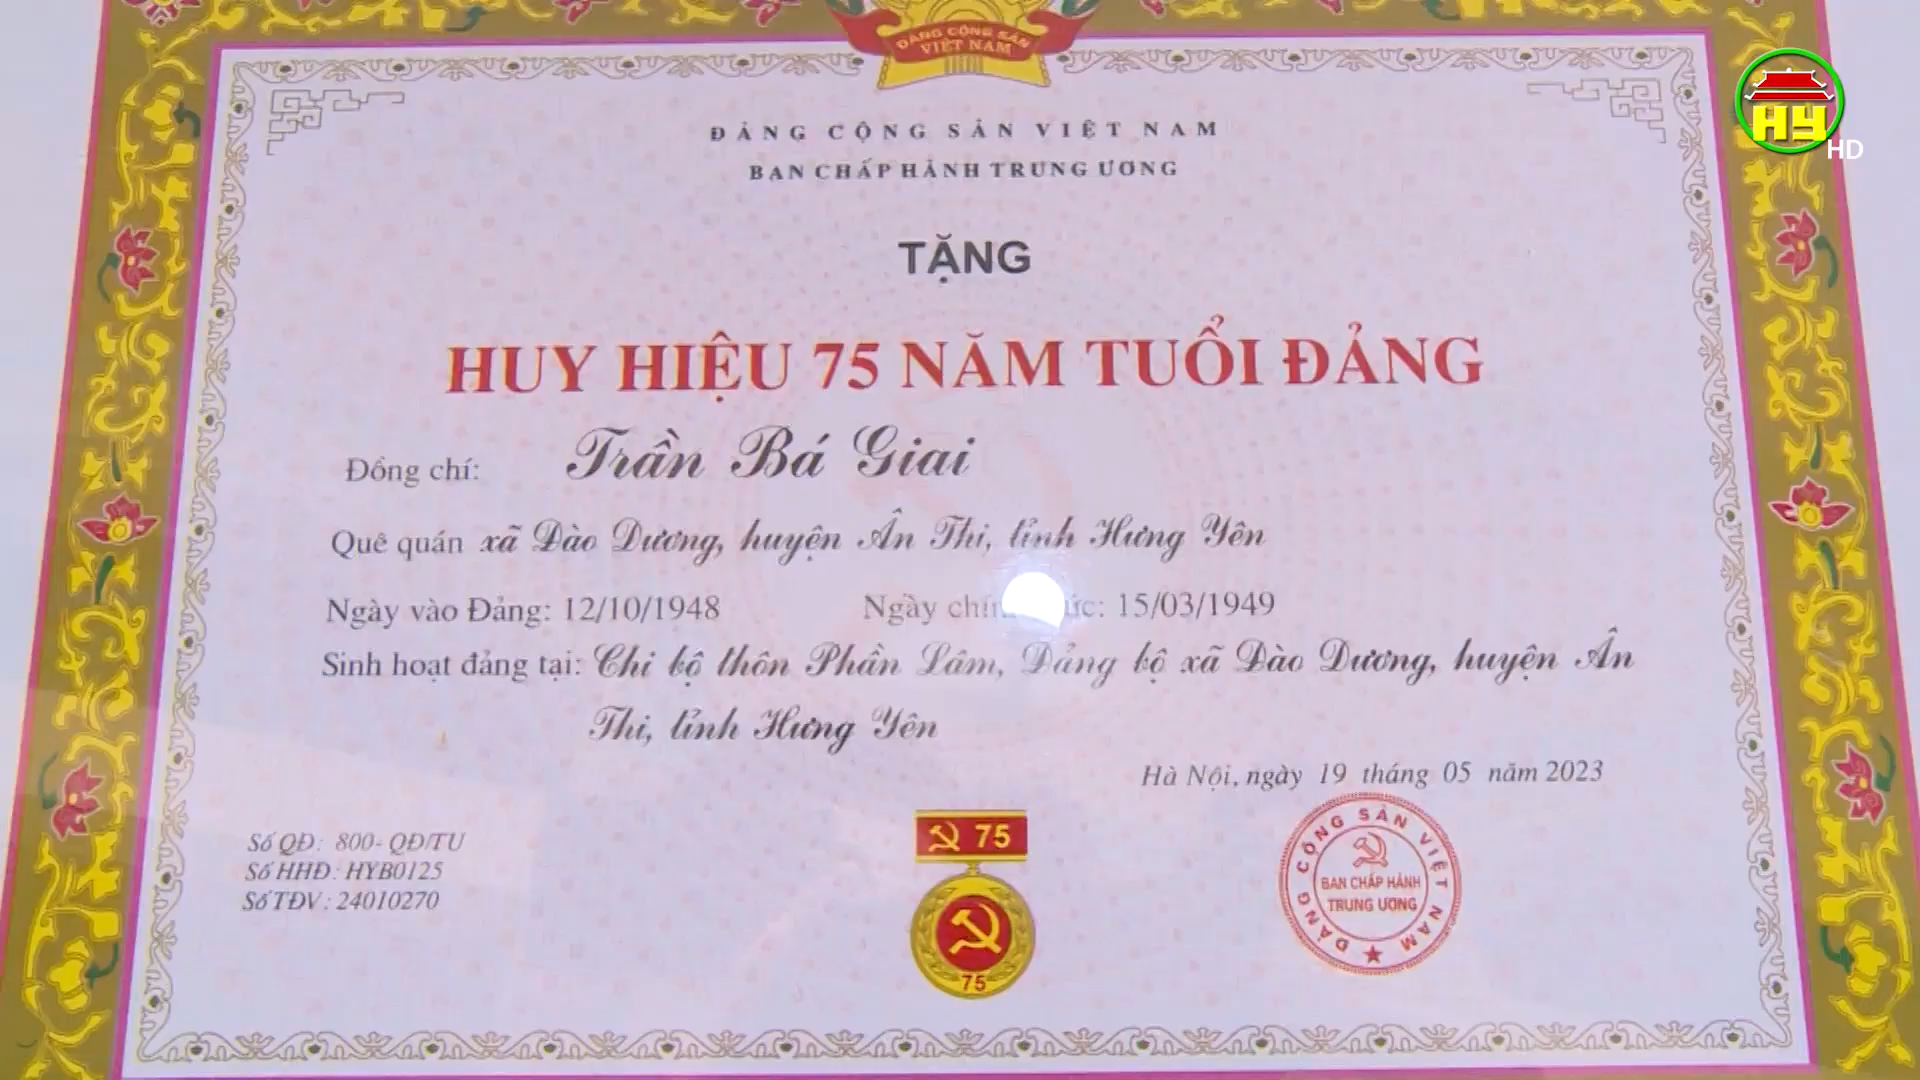 ĐẢNG CỘNG SẢN
VIỆT NAM
HY
HD
ĐẢNG CỘNG SẢN VIỆT NAM
BAN CHẤP HÀNH TRUNG ƯƠNG
TẶNG
HUY HIỆU 75 NĂM TUỔI ĐẢNG
Đồng chí: Trần Bá Giai
Quê quán xã Đào Dương, huyện Ân Thi, tỉnh Hưng Yên
Ngày vào Đảng: 12/10/1948 Ngày 15/03/1949
Sinh hoạt đảng tại: Chi bộ thôn Phần Lâm, Đảng bộ xã Đào Dương, huyện Ân
Thi, tỉnh Hưng Yên
Hà Nội, ngày 19 tháng 05 năm 2023
Số QĐ: 800- QĐ/TU
Số HHĐ: HYB0125
Số TĐV: 24010270
75
75
ĐẢNG CỘNG SẢN VIỆT NAM
BAN CHẤP HÀNH
TRUNG ƯƠNG